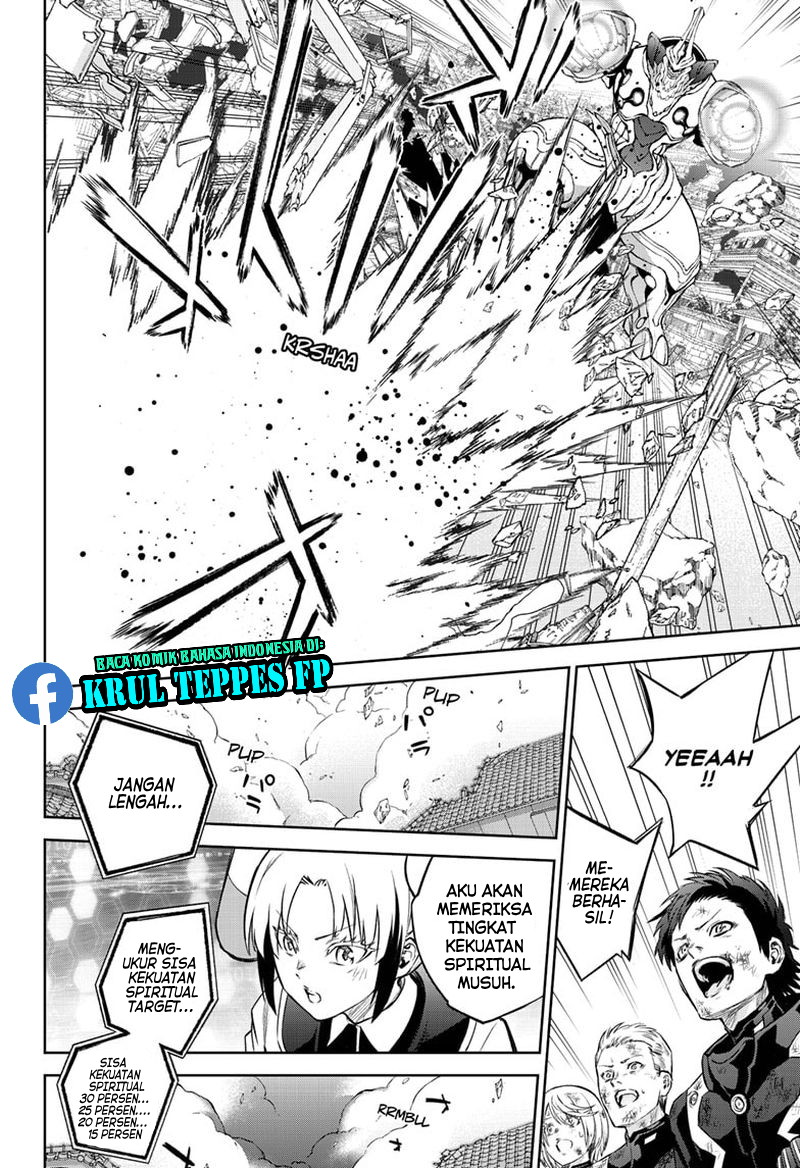 KRSHAA
YEEAAH
!!
ME-
MEREKA
BERHA-
SIL!
BACA KOMIK BAHASA INDONESIA DI:
KRUL TEPPES FP
PLIP
PLIP
JANGAN
LENGAH...
AKU AKAN
MEMERIKSA
TINGKAT
KEKUATAN
SPIRITUAL
MUSUH.
MENG-
UKUR SISA
KEKUATAN
SPIRITUAL
TARGET...
SISA
KEKUATAN
SPIRITUAL
30 PERSEN...
25 PERSEN....
20 PERSEN...
15 PERSEN
RRMBLL